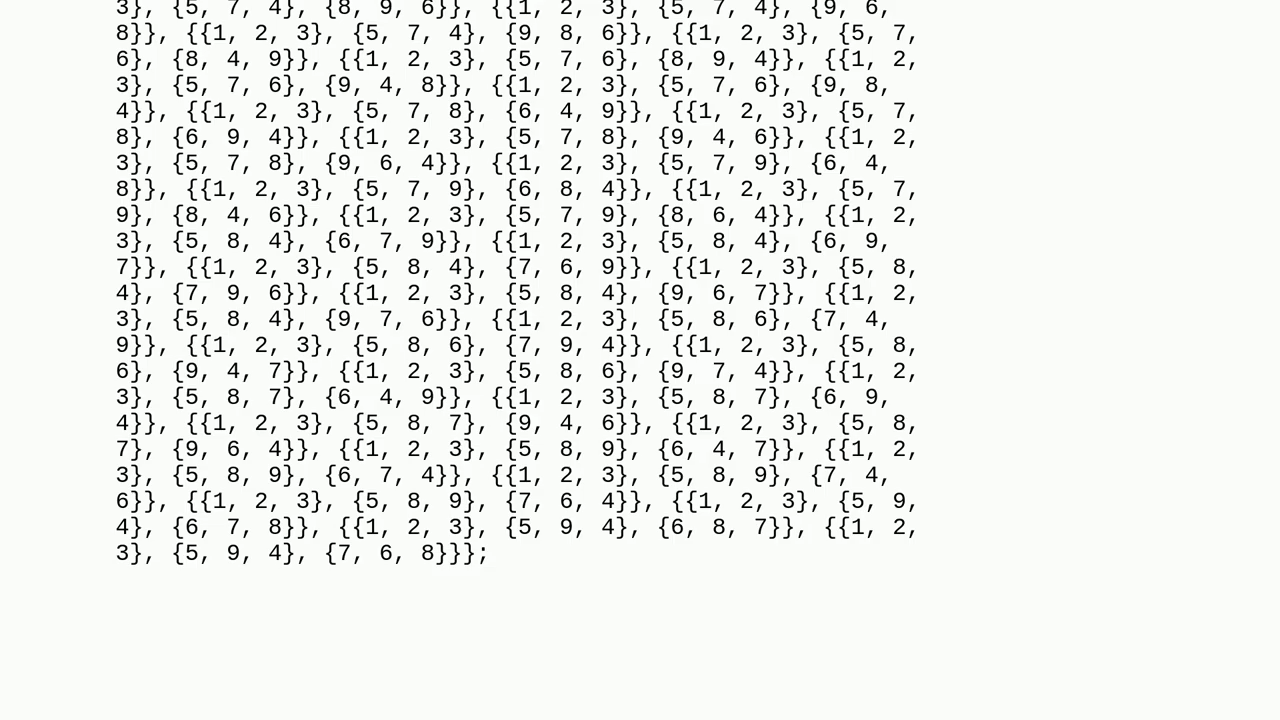 3}, {5, 7, 4}, {8, 9, 6}}, {{1, 2, 3}, {5, 7, 4}, {9, 6,
8}}, {{1, 2, 3}, {5, 7, 4}, {9, 8, 6}}, {{1, 2, 3}, {5, 7,
6}, {8, 4, 9}}, {{1, 2, 3}, {5, 7, 6}, {8, 9, 4}}, {{1, 2,
3}, {5, 7, 6}, {9, 4, 8}}, {{1, 2, 3}, {5, 7, 6}, {9, 8,
4}}, {{1, 2, 3}, {5, 7, 8}, {6, 4, 9}}, {{1, 2, 3}, {5, 7,
8}, {6, 9, 4}}, {{1, 2, 3}, {5, 7, 8}, {9, 4, 6}}, {{1, 2,
3}, {5, 7, 8}, {9, 6, 4}}, {{1, 2, 3}, {5, 7, 9}, {6, 4,
8}}, {{1, 2, 3}, {5, 7, 9}, {6, 8, 4}}, {{1, 2, 3}, {5, 7,
9}, {8, 4, 6}}, {{1, 2, 3}, {5, 7, 9}, {8, 6, 4}}, {{1, 2,
3}, {5, 8, 4}, {6, 7, 9}}, {{1, 2, 3}, {5, 8, 4}, {6, 9,
7}}, {{1, 2, 3}, {5, 8, 4}, {7, 6, 9}}, {{1, 2, 3}, {5, 8,
4}, {7, 9, 6}}, {{1, 2, 3}, {5, 8, 4}, {9, 6, 7}}, {{1, 2,
3}, {5, 8, 4}, {9, 7, 6}}, {{1, 2, 3}, {5, 8, 6}, {7, 4,
9}}, {{1, 2, 3}, {5, 8, 6}, {7, 9, 4}}, {{1, 2, 3}, {5, 8,
6}, {9, 4, 7}}, {{1, 2, 3}, {5, 8, 6}, {9, 7, 4}}, {{1, 2,
3}, {5, 8, 7}, {6, 4, 9}}, {{1, 2, 3}, {5, 8, 7}, {6, 9,
4}}, {{1, 2, 3}, {5, 8, 7}, {9, 4, 6}}, {{1, 2, 3}, {5, 8,
7}, {9, 6, 4}}, {{1, 2, 3}, {5, 8, 9}, {6, 4, 7}}, {{1, 2,
3}, {5, 8, 9}, {6, 7, 4}}, {{1, 2, 3}, {5, 8, 9}, {7, 4,
6}}, {{1, 2, 3}, {5, 8, 9}, {7, 6, 4}}, {{1, 2, 3}, {5, 9,
4}, {6, 7, 8}}, {{1, 2, 3}, {5, 9, 4}, {6, 8, 7}}, {{1, 2,
3}, {5, 9, 4}, {7, 6, 8}}};